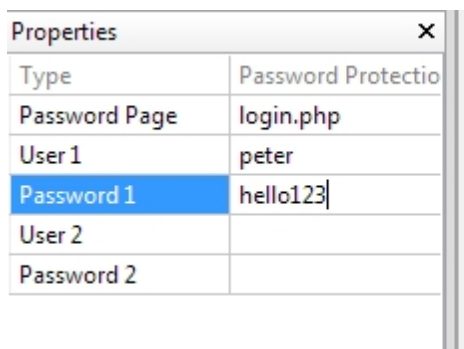 Properties
Type Password Protectio
Password Page login.php
User 1 peter
Password 1 hello123
User 2
Password 2